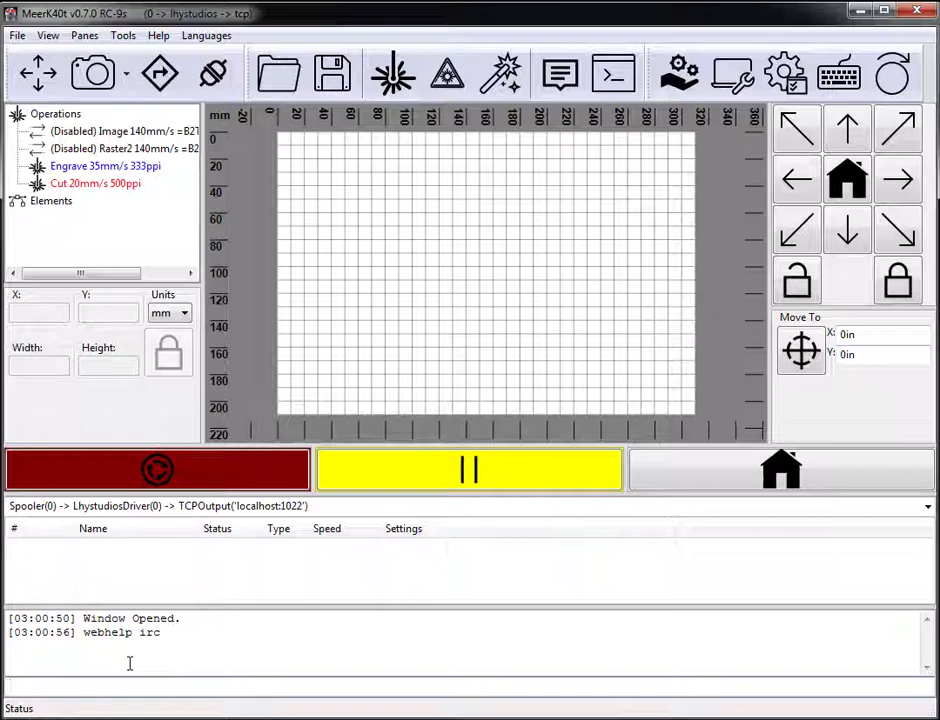 MeerK40t v0.7.0 RC-9s (0 -> lhystudios -> tcp)
File View Panes Tools Help Languages
Operations
(Disabled) Image 140mm/s =B2T
(Disabled) Raster2 140mm/s =B2
Engrave 35mm/s 333ppi
Cut 20mm/s 500ppi
Elements
X: Y: Units
mm
Width: Height:
mm
-20 0 20 40 60 80 100 120 140 160 180 200 220 240 260 280 300 320 340 360
0
20
40
60
80
100
120
140
160
180
200
220
Move To
X: 0in
Y: 0in
Spooler(0) -> LhystudiosDriver(0) -> TCPOutput('localhost:1022')
# Name Status Type Speed Settings
[03:00:50] Window Opened.
[03:00:56] webhelp irc
Status